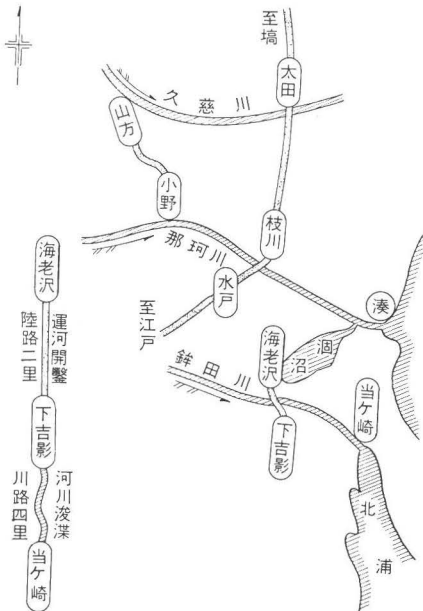 至塙
太田
久慈川
山方
小野
枝川
那珂川
水戸
至江戸
湊
涸沼
海老沢
鉾田川
下吉影
当ケ崎
北浦
海老沢
運河開鑿
陸路二里
下吉影
河川浚渫
川路四里
当ケ崎